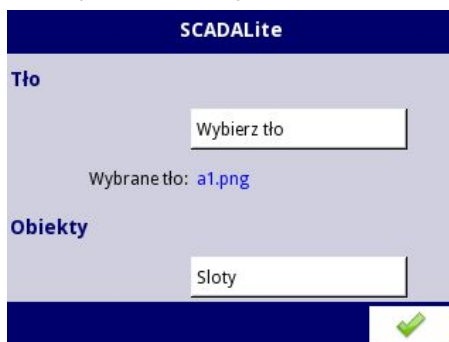 SCADALite
Tło
Wybierz tło
Wybrane tło: a1.png
Obiekty
Sloty